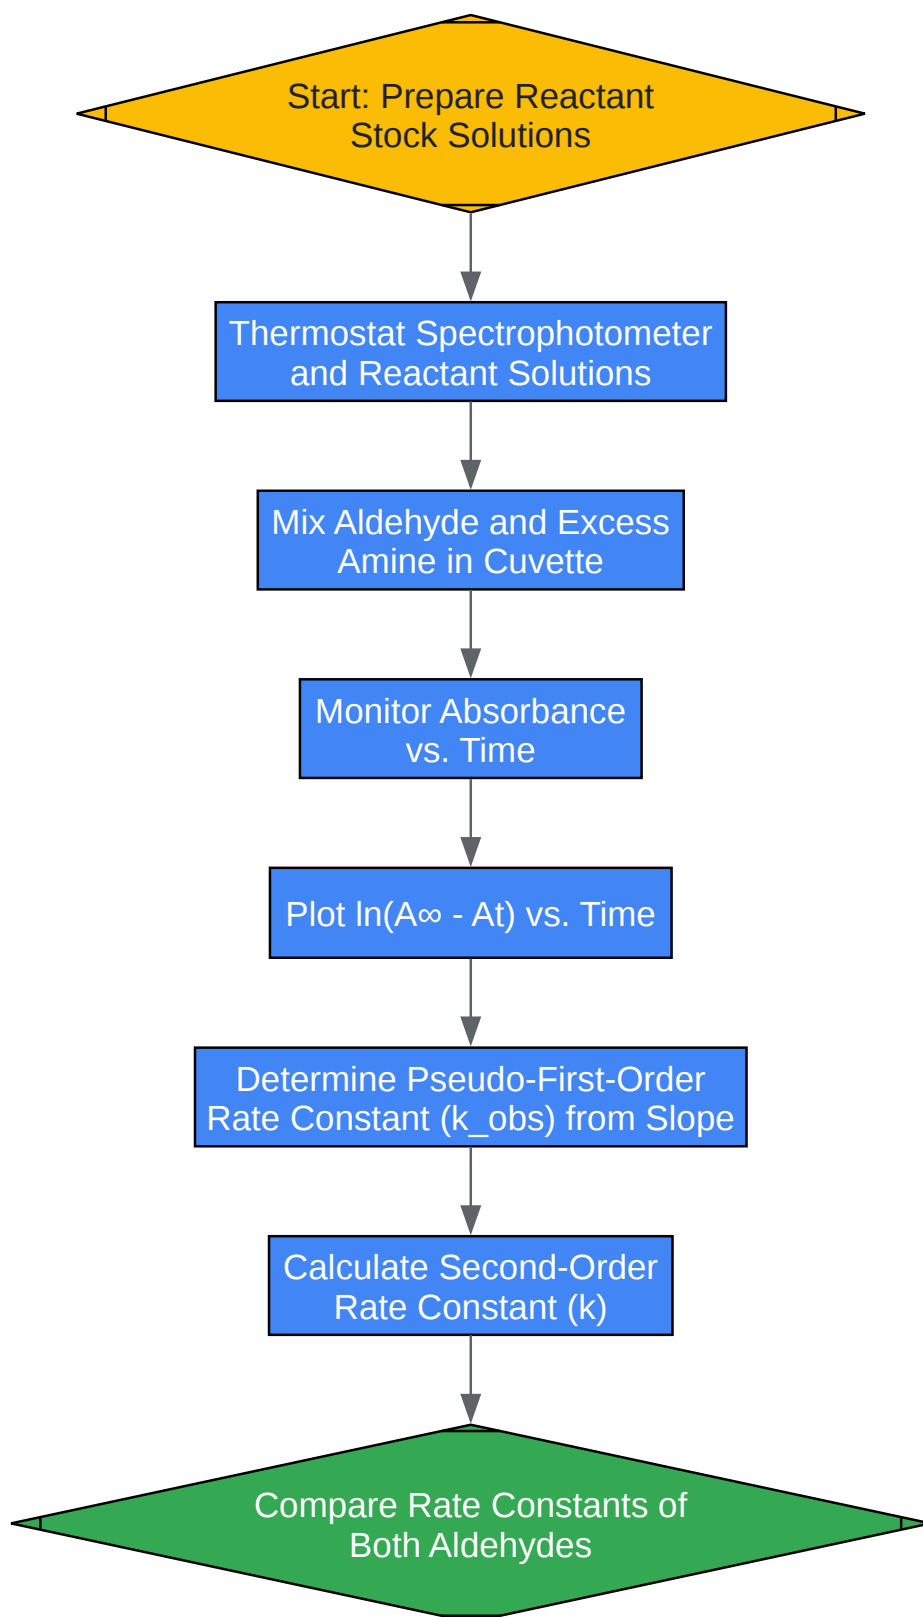 Start: Prepare Reactant
Stock Solutions
Thermostat Spectrophotometer
and Reactant Solutions
Mix Aldehyde and Excess
Amine in Cuvette
Monitor Absorbance
vs. Time
Plot ln(A∞ - At) vs. Time
Determine Pseudo-First-Order
Rate Constant (k_obs) from Slope
Calculate Second-Order
Rate Constant (k)
Compare Rate Constants of
Both Aldehydes